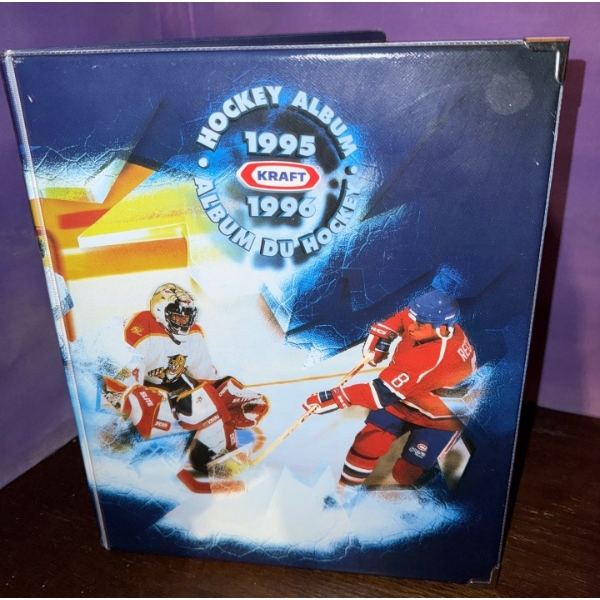 HOCKEY ALBUM
1995
KRAFT
1996
ALBUM DU HOCKEY
8